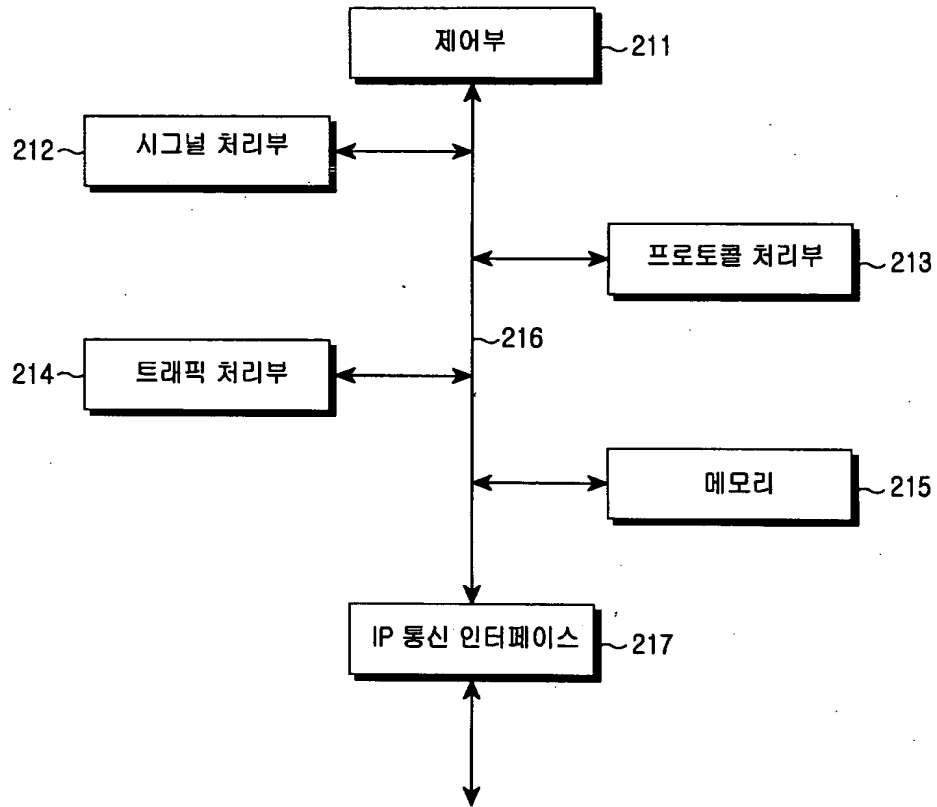 제어부
211
212
시그널 처리부
프로토콜 처리부
213
216
214
트래픽 처리부
메모리
215
IP 통신 인터페이스
217